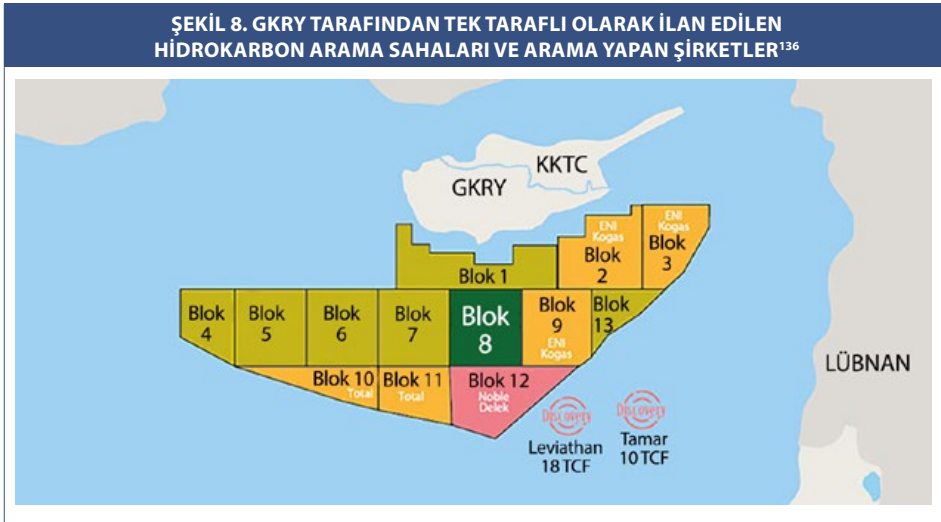 ŞEKİL 8. GKRY TARAFINDAN TEK TARAFLI OLARAK İLAN EDİLEN
HİDROKARBON ARAMA SAHALARI VE ARAMA YAPAN ŞİRKETLER¹³⁶
KKTC
GKRY
ENI
Kogas
Blok
2
ENI
Kogas
Blok
3
Blok 1
Blok
4
Blok
5
Blok
6
Blok
7
Blok
8
Blok
9
ENI
Kogas
Blok
13
Blok 10
Total
Blok 11
Total
Blok 12
Noble
Delek
LÜBNAN
Discovery
Leviathan
18 TCF
Discovery
Tamar
10 TCF